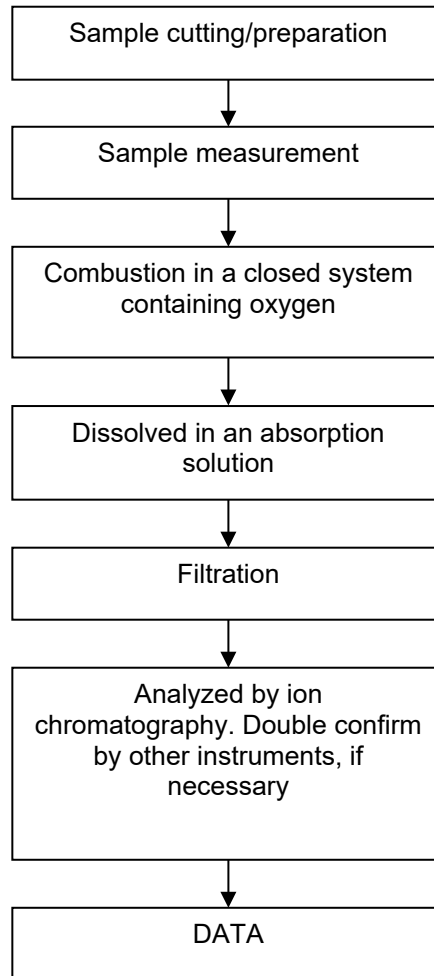 Sample cutting/preparation
Sample measurement
Combustion in a closed system
containing oxygen
Dissolved in an absorption
solution
Filtration
Analyzed by ion
chromatography. Double confirm
by other instruments, if
necessary
DATA